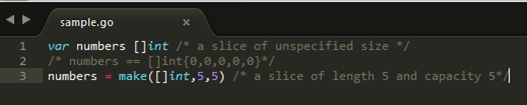 sample.go ×
1 var numbers []int /* a slice of unspecified size */
2 /* numbers == []int{0,0,0,0,0}*/
3 numbers = make([]int,5,5) /* a slice of length 5 and capacity 5*/